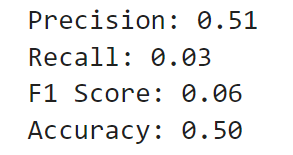 Precision: 0.51
Recall: 0.03
F1 Score: 0.06
Accuracy: 0.50